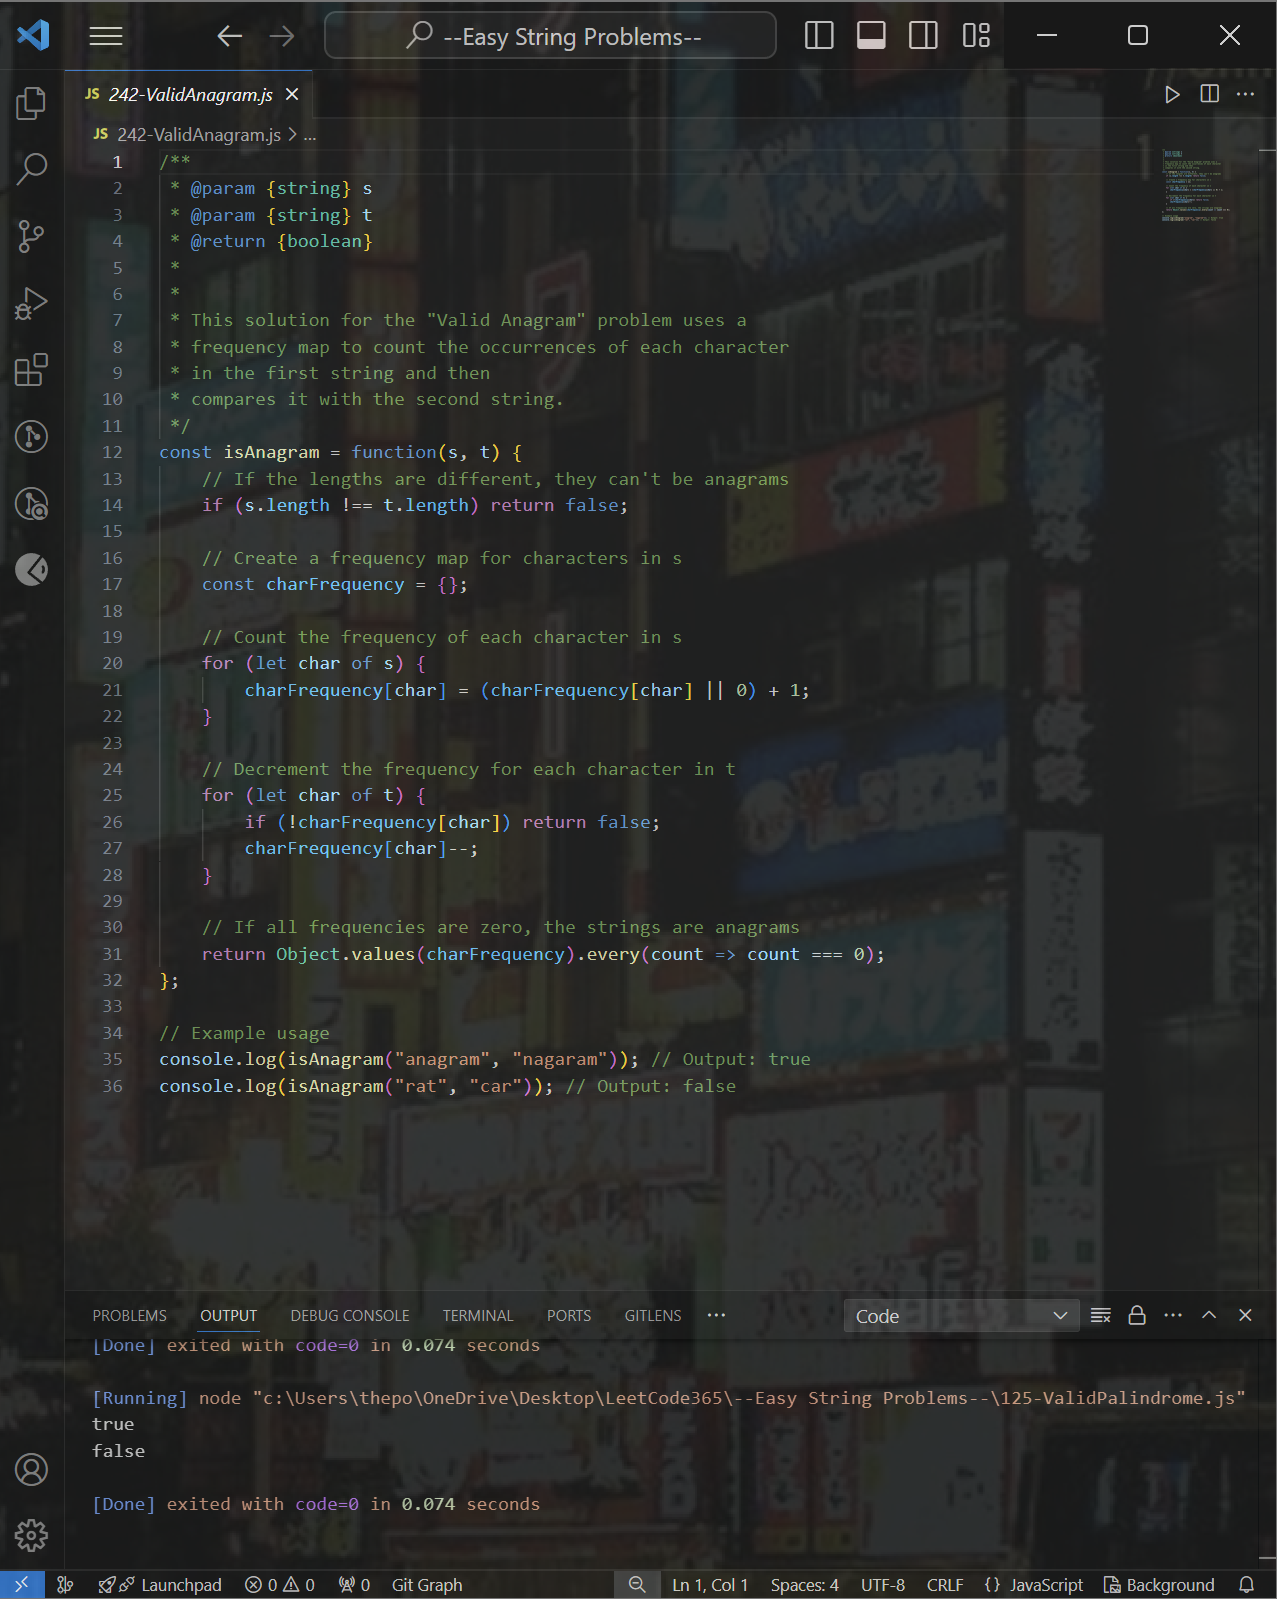 --Easy String Problems--
JS 242-ValidAnagram.js
JS 242-ValidAnagram.js > ...
1 /**
2 * @param {string} s
3 * @param {string} t
4 * @return {boolean}
5 *
6 *
7 * This solution for the "Valid Anagram" problem uses a
8 * frequency map to count the occurrences of each character
9 * in the first string and then
10 * compares it with the second string.
11 */
12 const isAnagram = function(s, t) {
13 // If the lengths are different, they can't be anagrams
14 if (s.length !== t.length) return false;
15
16 // Create a frequency map for characters in s
17 const charFrequency = {};
18
19 // Count the frequency of each character in s
20 for (let char of s) {
21 charFrequency[char] = (charFrequency[char] || 0) + 1;
22 }
23
24 // Decrement the frequency for each character in t
25 for (let char of t) {
26 if (!charFrequency[char]) return false;
27 charFrequency[char]--;
28 }
29
30 // If all frequencies are zero, the strings are anagrams
31 return Object.values(charFrequency).every(count => count === 0);
32 };
33
34 // Example usage
35 console.log(isAnagram("anagram", "nagaram")); // Output: true
36 console.log(isAnagram("rat", "car")); // Output: false
PROBLEMS OUTPUT DEBUG CONSOLE TERMINAL PORTS GITLENS ··· Code
[Done] exited with code=0 in 0.074 seconds
[Running] node "c:\Users\thepo\OneDrive\Desktop\LeetCode365\--Easy String Problems--\125-ValidPalindrome.js"
true
false
[Done] exited with code=0 in 0.074 seconds
Launchpad 0 0 0 Git Graph Ln 1, Col 1 Spaces: 4 UTF-8 CRLF {} JavaScript Background